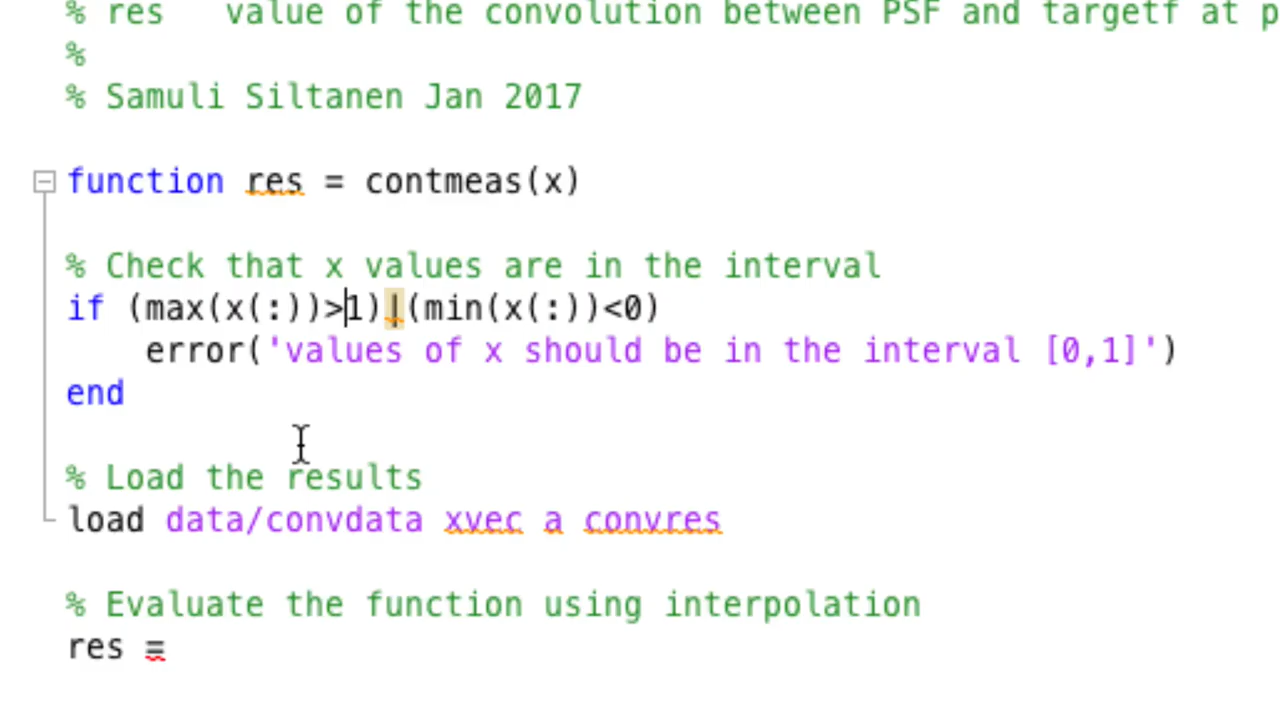 % res   value of the convolution between PSF and targetf at p
%
% Samuli Siltanen Jan 2017
function res = contmeas(x)
% Check that x values are in the interval
if (max(x(:))>1)|(min(x(:))<0)
    error('values of x should be in the interval [0,1]')
end
% Load the results
load data/convdata xvec a convres
% Evaluate the function using interpolation
res =